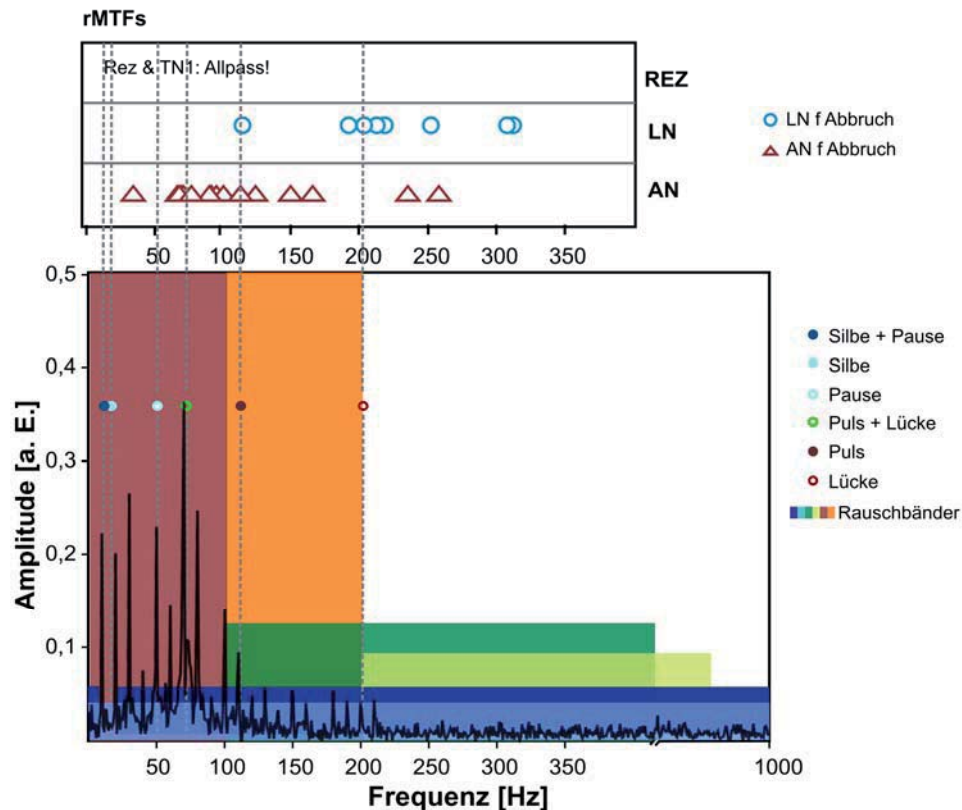 rMTFs
Rez & TN1: Allpass!
REZ
LN
AN
LN f Abbruch
AN f Abbruch
50 100 150 200 250 300 350
0,5
0,4
0,3
0,2
0,1
Amplitude [a. E.]
Silbe + Pause
Silbe
Pause
Puls + Lücke
Puls
Lücke
Rauschbänder
50 100 150 200 250 300 350 1000
Frequenz [Hz]